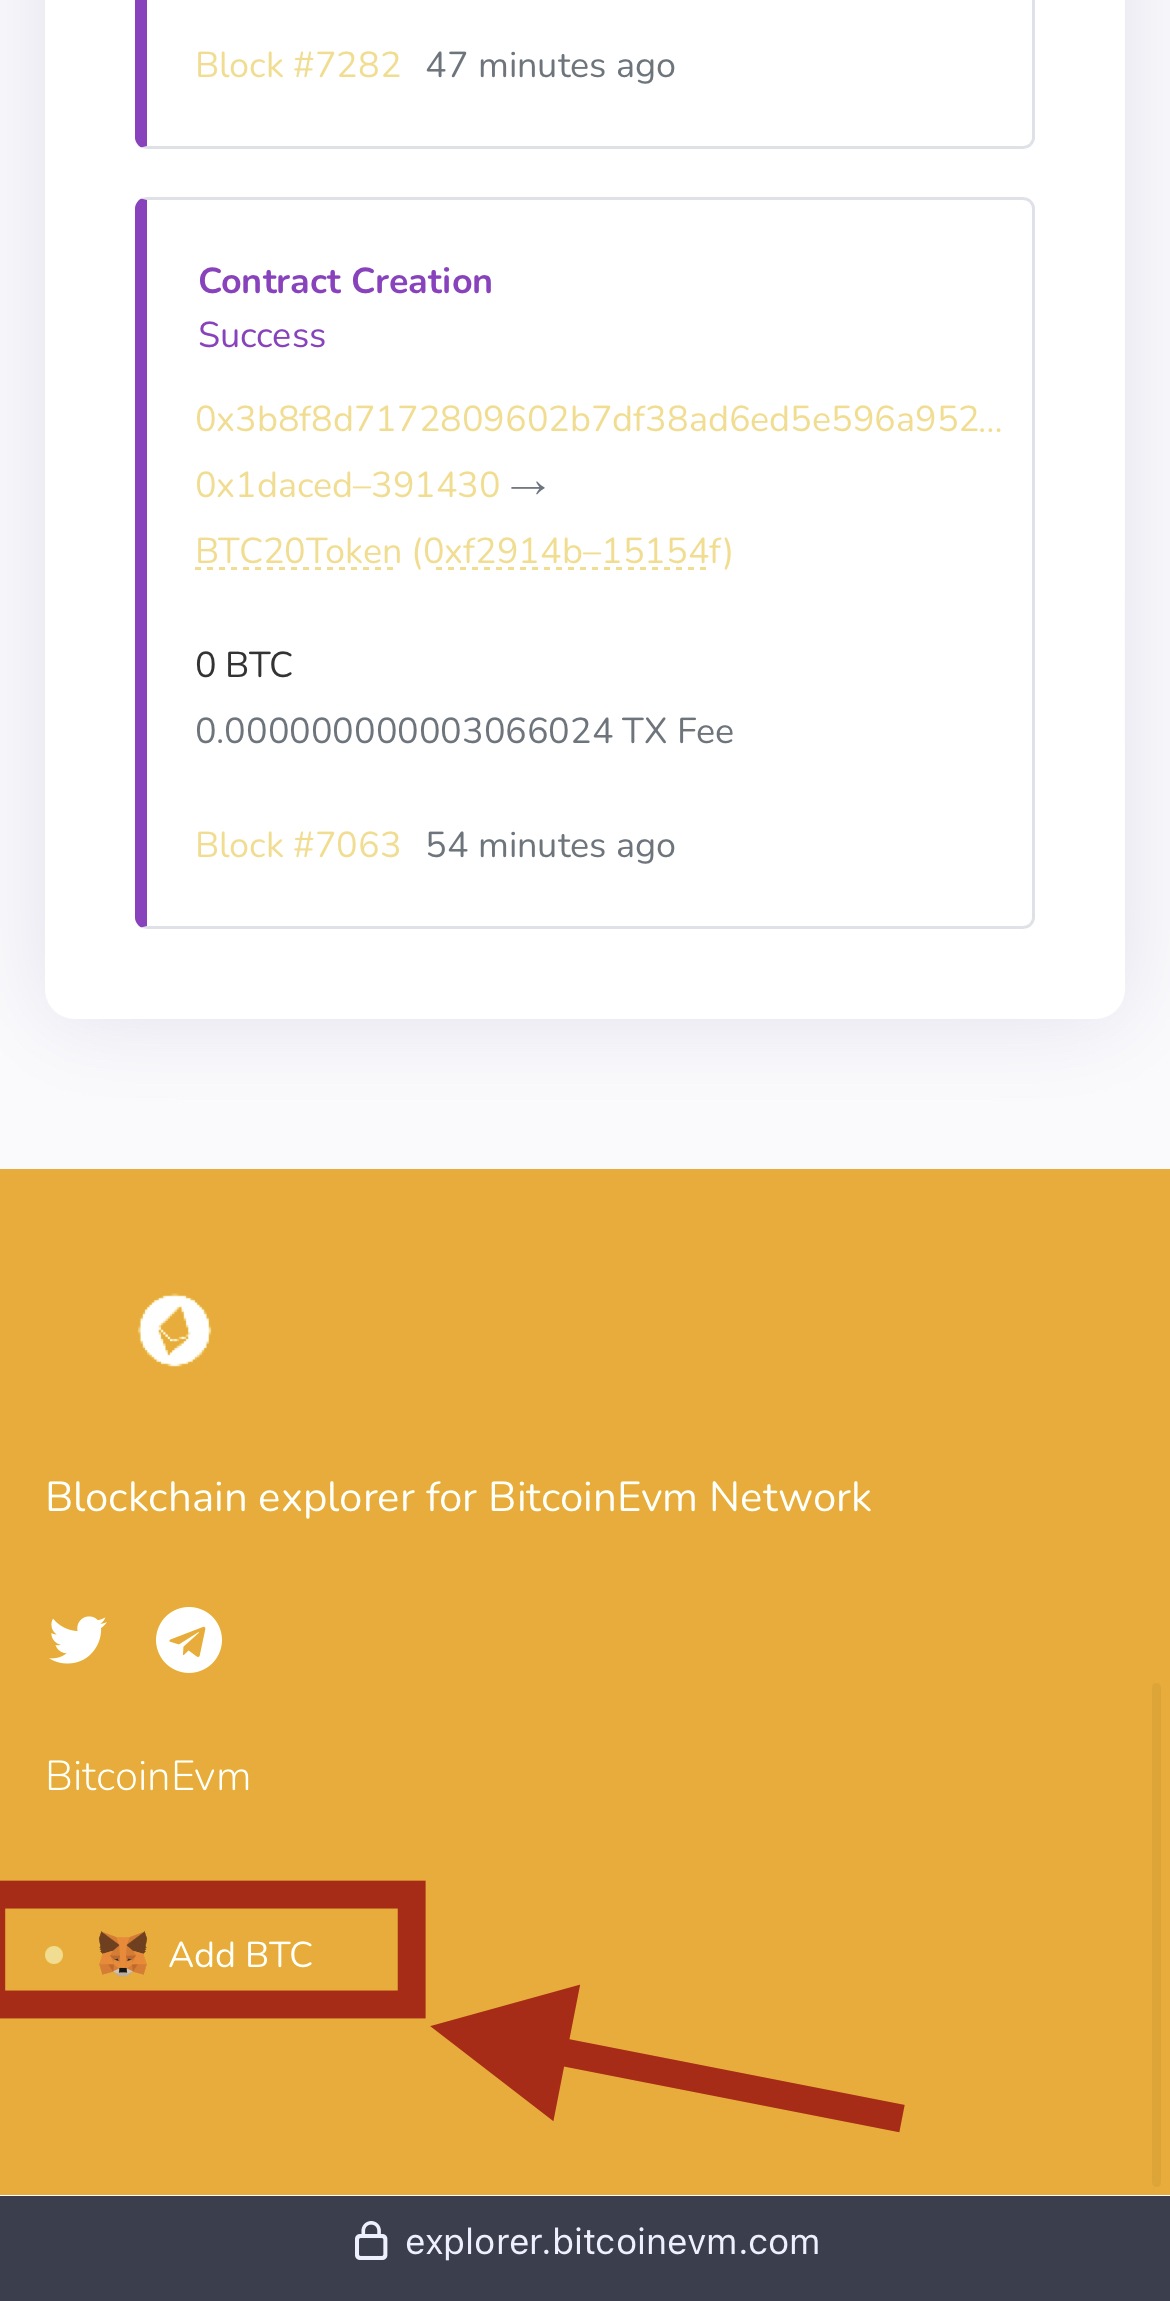 Block #7282 47 minutes ago
Contract Creation
Success
0x3b8f8d7172809602b7df38ad6ed5e596a952...
0x1daced–391430 →
BTC20Token (0xf2914b–15154f)
0 BTC
0.000000000003066024 TX Fee
Block #7063 54 minutes ago
Blockchain explorer for BitcoinEvm Network
BitcoinEvm
Add BTC
explorer.bitcoinevm.com